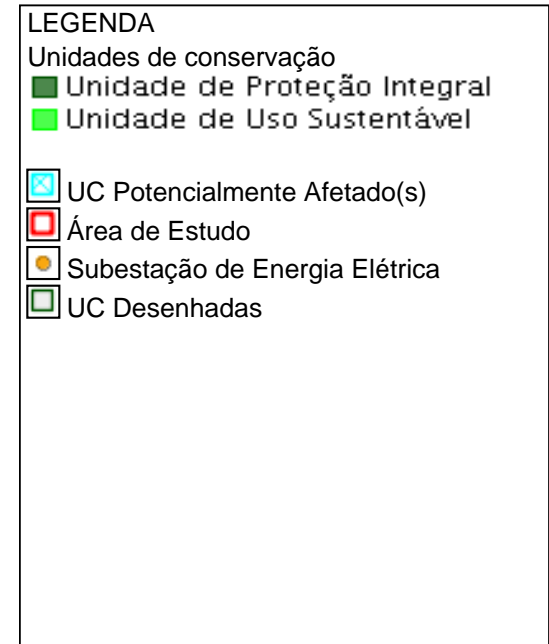 LEGENDA
Unidades de conservação
Unidade de Proteção Integral
Unidade de Uso Sustentável
UC Potencialmente Afetado(s)
Área de Estudo
Subestação de Energia Elétrica
UC Desenhadas